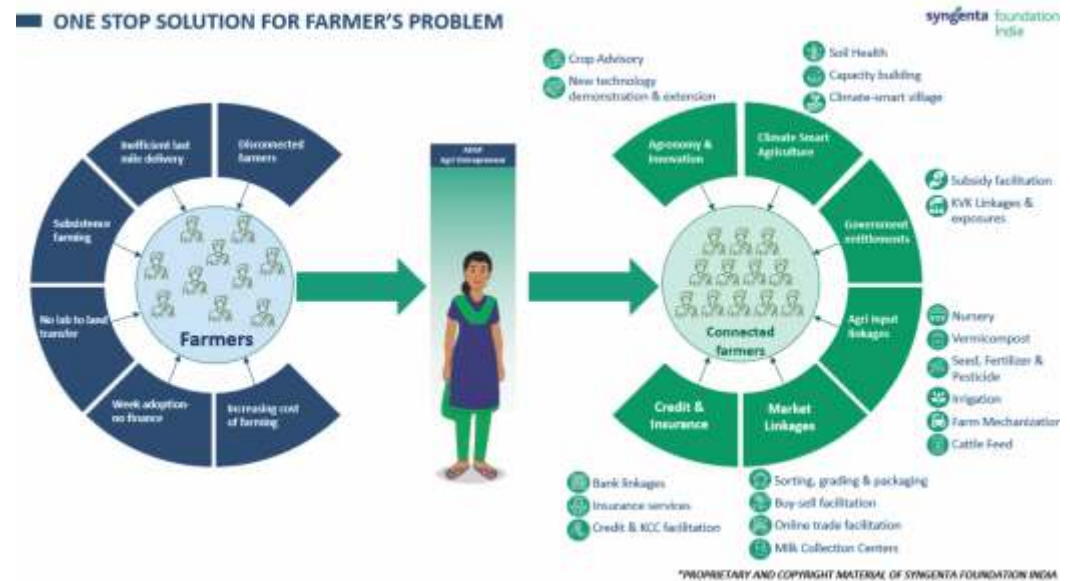 ONE STOP SOLUTION FOR FARMER'S PROBLEM
syngenta foundation
India
Inefficient last
mile delivery
Disconnected
farmers
Subsistence
farming
No lab to land
transfer
Week adoption-
no finance
Increasing cost
of farming
Farmers
Agri Entrepreneur
Crop Advisory
New technology
demonstration & extension
Soil Health
Capacity building
Climate-smart village
Agronomy &
Innovation
Climate Smart
Agriculture
Government
entitlements
Agri input
linkages
Market
Linkages
Credit &
Insurance
Connected
farmers
Subsidy facilitation
KVK Linkages &
exposures
Nursery
Vermicompost
Seed, Fertilizer &
Pesticide
Irrigation
Farm Mechanization
Cattle Feed
Bank linkages
Insurance services
Credit & KCC facilitation
Sorting, grading & packaging
Buy-sell facilitation
Online trade facilitation
Milk Collection Centers
*PROPRIETARY AND COPYRIGHT MATERIAL OF SYNGENTA FOUNDATION INDIA